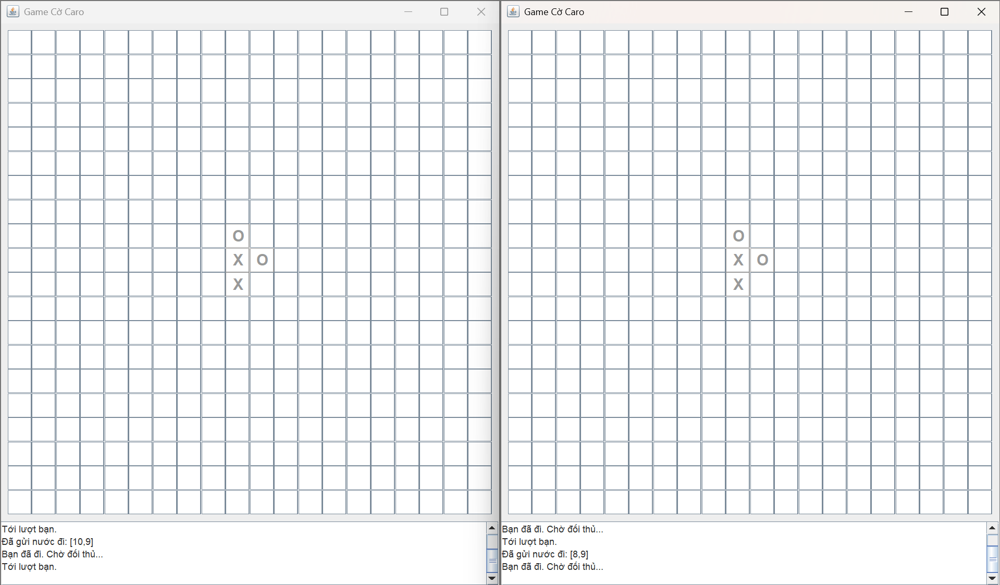 Game Cờ Caro
O
X O
X
Tới lượt bạn.
Đã gửi nước đi: [10,9]
Bạn đã đi. Chờ đối thủ...
Tới lượt bạn.
Game Cờ Caro
O
X O
X
Bạn đã đi. Chờ đối thủ...
Tới lượt bạn.
Đã gửi nước đi: [8,9]
Bạn đã đi. Chờ đối thủ...